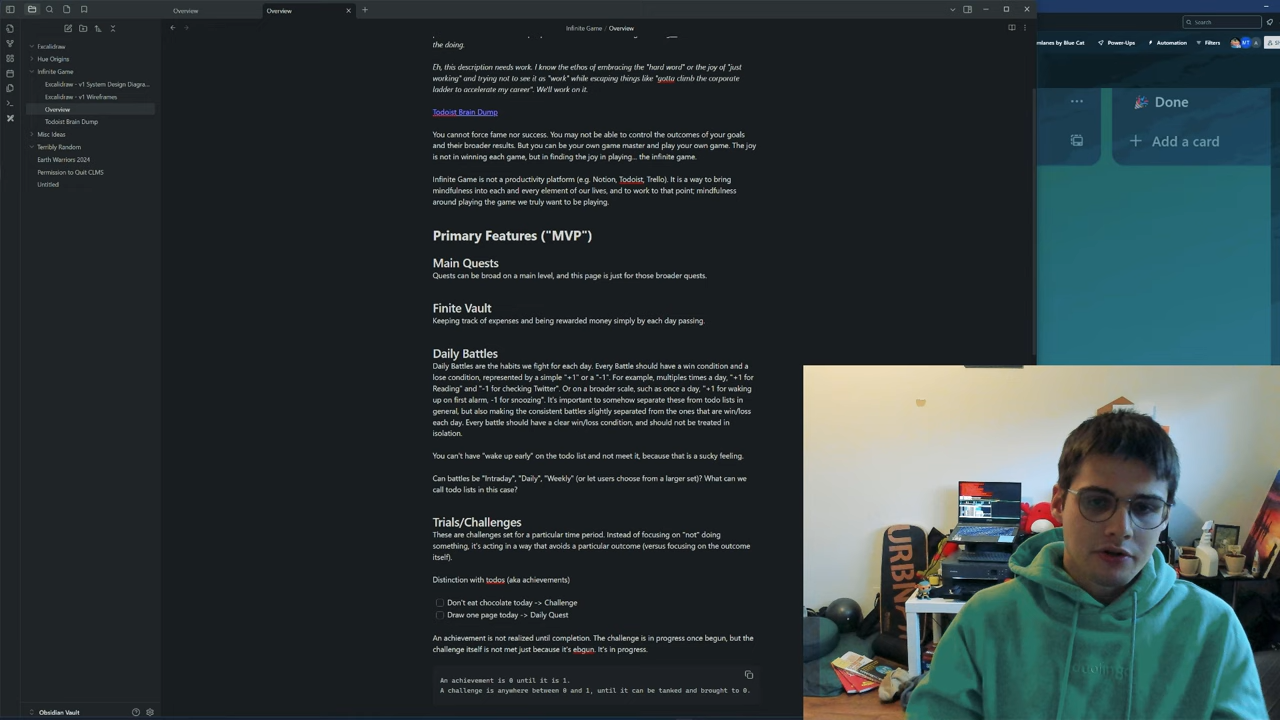 Overview
Overview
Search
Infinite Game / Overview
Excalidraw
Hue Origins
Infinite Game
Excalidraw - v1 System Design Diagra...
Excalidraw - v1 Wireframes
Overview
Todoist Brain Dump
Misc Ideas
Terribly Random
Earth Warriors 2024
Permission to Quit CLMS
Untitled
Obsidian Vault
the doing.
Eh, this description needs work. I know the ethos of embracing the "hard word" or the joy of "just
working" and trying not to see it as "work" while escaping things like "gotta climb the corporate
ladder to accelerate my career". We'll work on it.
Todoist Brain Dump
You cannot force fame nor success. You may not be able to control the outcomes of your goals
and their broader results. But you can be your own game master and play your own game. The joy
is not in winning each game, but in finding the joy in playing... the infinite game.
Infinite Game is not a productivity platform (e.g. Notion, Todoist, Trello). It is a way to bring
mindfulness into each and every element of our lives, and to work to that point; mindfulness
around playing the game we truly want to be playing.
Primary Features ("MVP")
Main Quests
Quests can be broad on a main level, and this page is just for those broader quests.
Finite Vault
Keeping track of expenses and being rewarded money simply by each day passing.
Daily Battles
Daily Battles are the habits we fight for each day. Every Battle should have a win condition and a
lose condition, represented by a simple "+1" or a "-1". For example, multiples times a day, "+1 for
Reading" and "-1 for checking Twitter". Or on a broader scale, such as once a day, "+1 for waking
up on first alarm, -1 for snoozing". It's important to somehow separate these from todo lists in
general, but also making the consistent battles slightly separated from the ones that are win/loss
each day. Every battle should have a clear win/loss condition, and should not be treated in
isolation.
You can't have "wake up early" on the todo list and not meet it, because that is a sucky feeling.
Can battles be "Intraday", "Daily", "Weekly" (or let users choose from a larger set)? What can we
call todo lists in this case?
Trials/Challenges
These are challenges set for a particular time period. Instead of focusing on "not" doing
something, it's acting in a way that avoids a particular outcome (versus focusing on the outcome
itself).
Distinction with todos (aka achievements)
Don't eat chocolate today -> Challenge
Draw one page today -> Daily Quest
An achievement is not realized until completion. The challenge is in progress once begun, but the
challenge itself is not met just because it's ebgun. It's in progress.
An achievement is 0 until it is 1.
A challenge is anywhere between 0 and 1, until it can be tanked and brought to 0.
planes by Blue Cat
Power-Ups
Automation
Filters
Done
Add a card
URBN